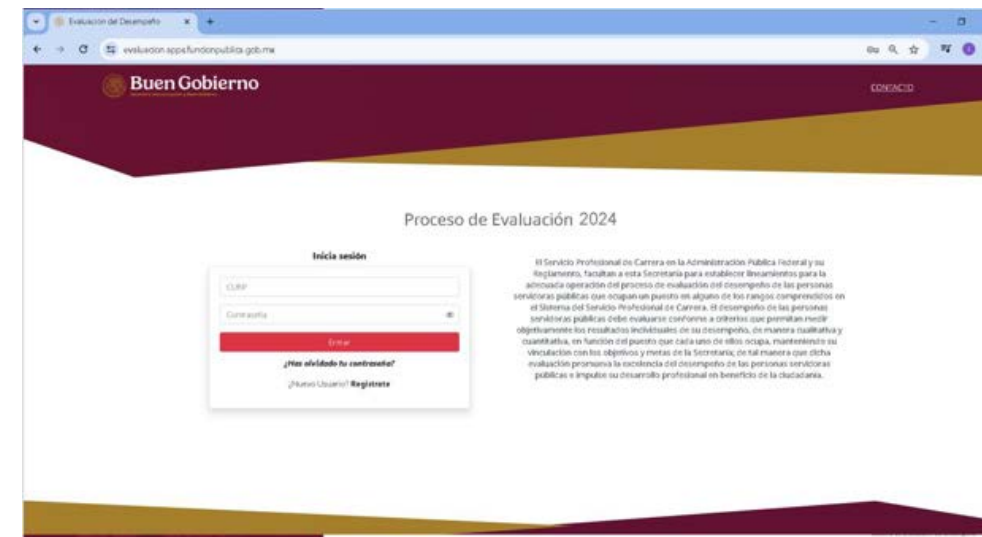 Evaluación de Desempeño
evaluacion.apps.funcionpublica.gob.mx
Buen Gobierno
CONTACTO
Proceso de Evaluación 2024
Inicia sesión
CURP
Contraseña
Entrar
¿Has olvidado tu contraseña?
¿Nuevo Usuario? Regístrate
El Servicio Profesional de Carrera en la Administración Pública Federal y su
Reglamento, facultan a esta Secretaría para establecer lineamientos para la
adecuada operación del proceso de evaluación del desempeño de las personas
servidoras públicas que ocupan un puesto en alguno de los rangos comprendidos en
el Sistema del Servicio Profesional de Carrera. El desempeño de las personas
servidoras públicas debe evaluarse conforme a criterios que permitan medir
objetivamente los resultados individuales de su desempeño, de manera cualitativa y
cuantitativa, en función del puesto que cada uno de ellos ocupa, manteniendo su
vinculación con los objetivos y metas de la Secretaría; de tal manera que dicha
evaluación promueva la excelencia del desempeño de las personas servidoras
públicas e impulse su desarrollo profesional en beneficio de la ciudadanía.